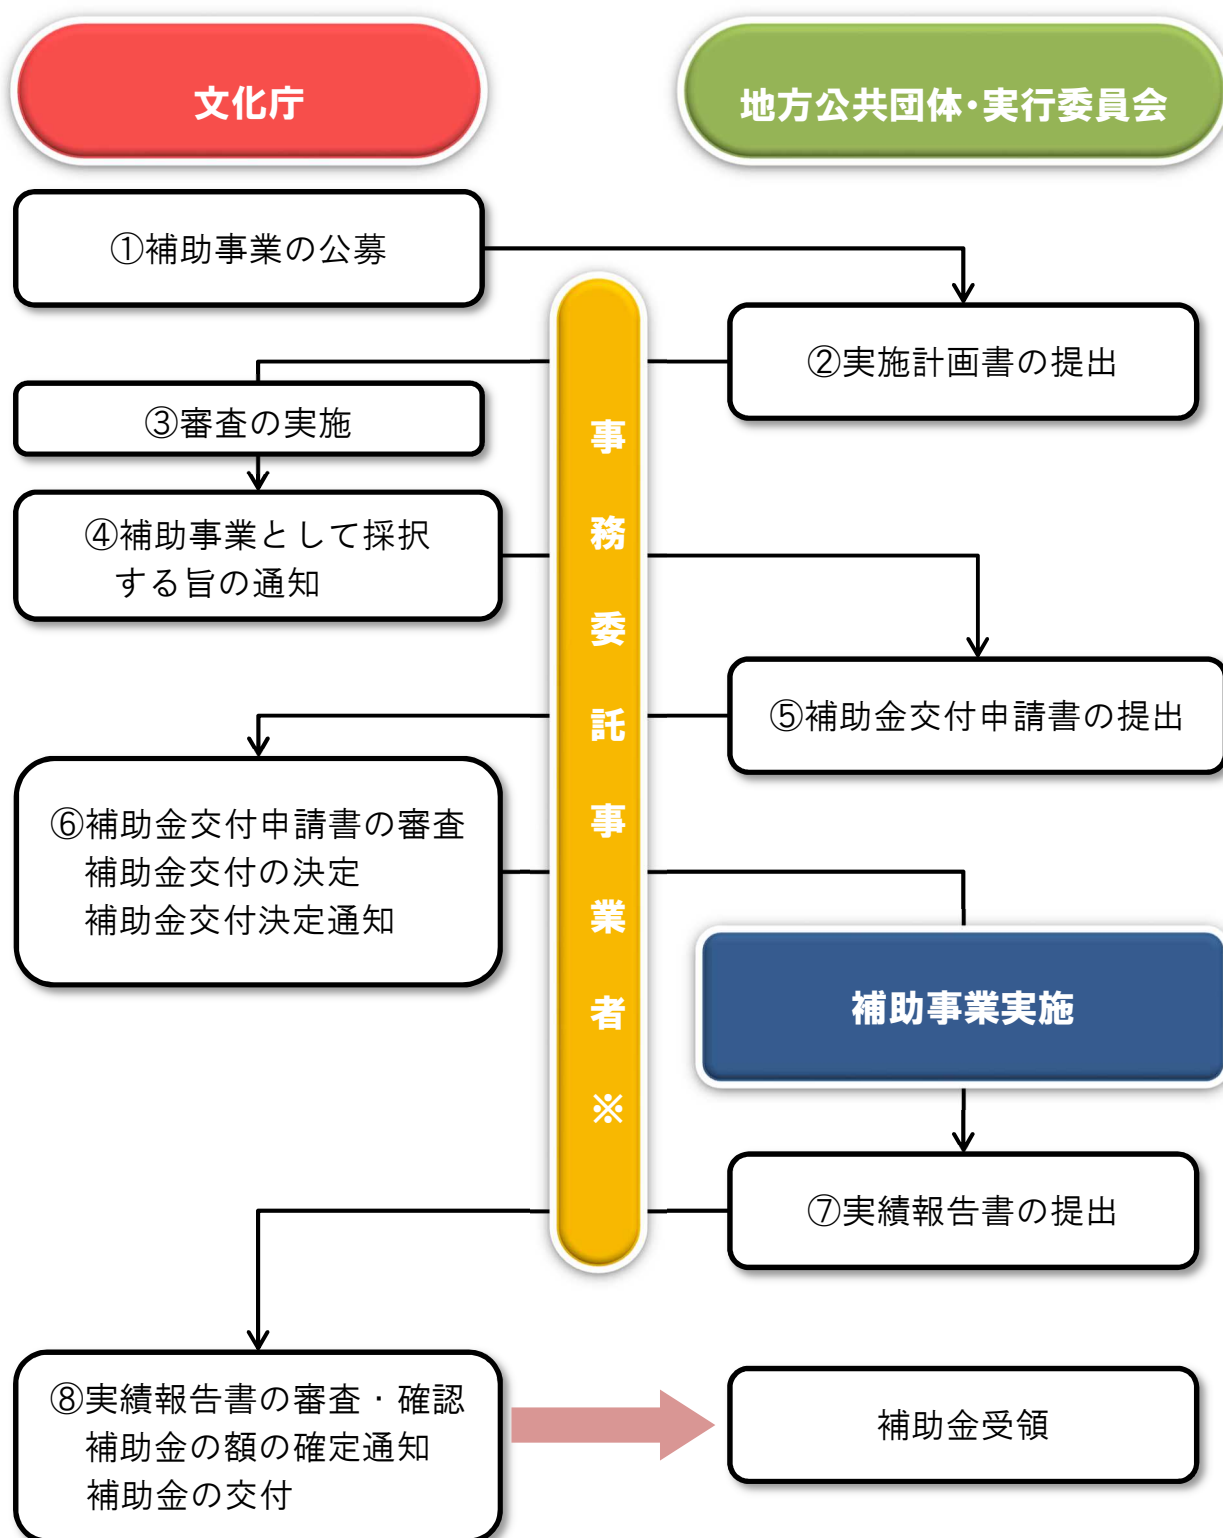 文化庁
地方公共団体・実行委員会
①補助事業の公募
②実施計画書の提出
③審査の実施
④補助事業として採択
する旨の通知
事務委託事業者※
⑤補助金交付申請書の提出
⑥補助金交付申請書の審査
補助金交付の決定
補助金交付決定通知
補助事業実施
⑦実績報告書の提出
⑧実績報告書の審査・確認
補助金の額の確定通知
補助金の交付
補助金受領